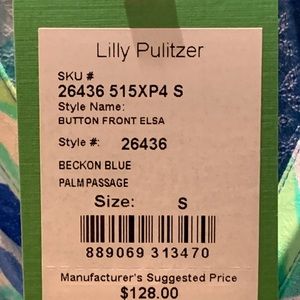 Lilly Pulitzer
SKU #
26436 515XP4 S
Style Name:
BUTTON FRONT ELSA
Style #: 26436
BECKON BLUE
PALM PASSAGE
Size: S
889069 313470
Manufacturer's Suggested Price
$128.00